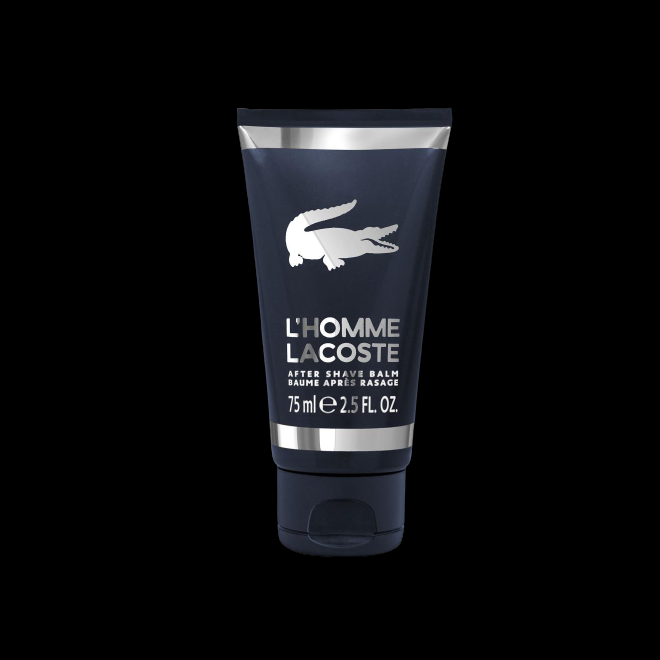 L'HOMME
LACOSTE
AFTER SHAVE BALM
BAUME APRÈS RASAGE
75 ml ℮ 2.5 FL. OZ.